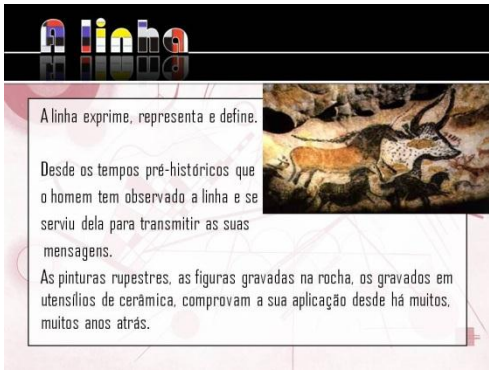 A linha
A linha exprime, representa e define.
Desde os tempos pré-históricos que
o homem tem observado a linha e se
serviu dela para transmitir as suas
mensagens.
As pinturas rupestres, as figuras gravadas na rocha, os gravados em
utensílios de cerâmica, comprovam a sua aplicação desde há muitos,
muitos anos atrás.